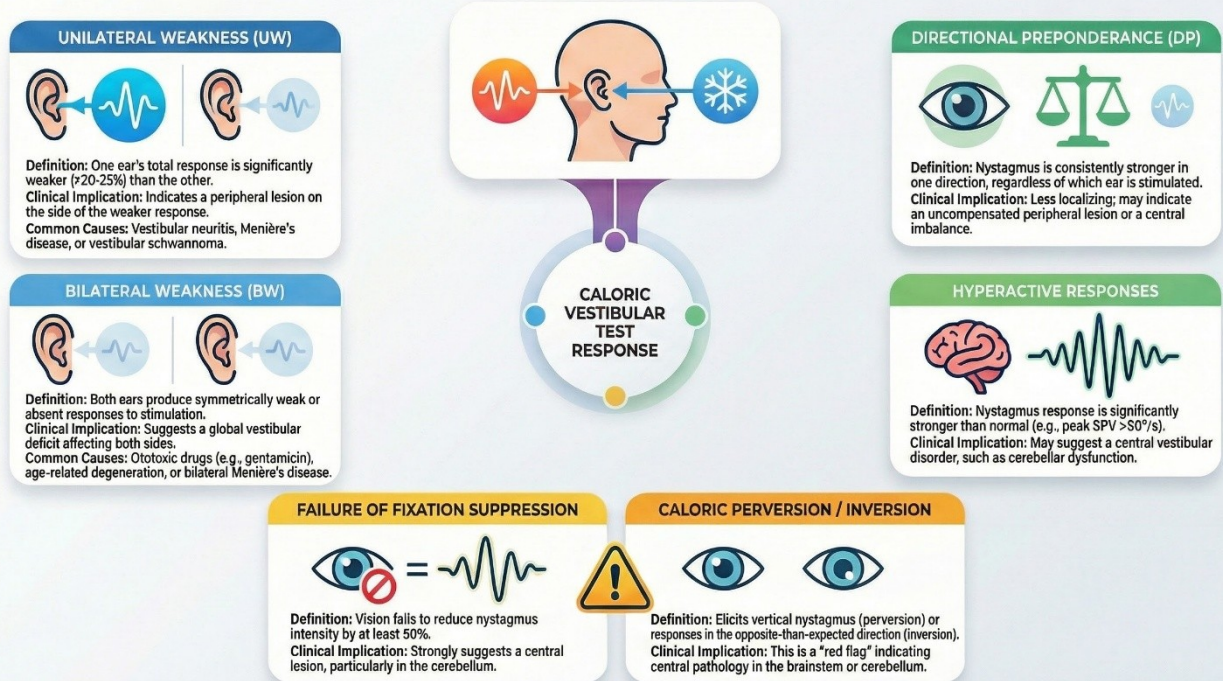 UNILATERAL WEAKNESS (UW)
Definition: One ear's total response is significantly
weaker (≯20-25%) than the other.
Clinical Implication: Indicates a peripheral lesion on
the side of the weaker response.
Common Causes: Vestibular neuritis, Menière's
disease, or vestibular schwannoma.
BILATERAL WEAKNESS (BW)
Definition: Both ears produce symmetrically weak or
absent responses to stimulation.
Clinical Implication: Suggests a global vestibular
deficit affecting both sides.
Common Causes: Ototoxic drugs (e.g., gentamicin),
age-related degeneration, or bilateral Menière's disease.
CALORIC
VESTIBULAR
TEST
RESPONSE
DIRECTIONAL PREPONDERANCE (DP)
Definition: Nystagmus is consistently stronger in
one direction, regardless of which ear is stimulated.
Clinical Implication: Less localizing; may indicate
an uncompensated peripheral lesion or a central
imbalance.
HYPERACTIVE RESPONSES
Definition: Nystagmus response is significantly
stronger than normal (e.g., peak SPV >S0°/s).
Clinical Implication: May suggest a central vestibular
disorder, such as cerebellar dysfunction.
FAILURE OF FIXATION SUPPRESSION
=
Definition: Vision fails to reduce nystagmus
intensity by at least 50%.
Clinical Implication: Strongly suggests a central
lesion, particularly in the cerebellum.
!
CALORIC PERVERSION / INVERSION
Definition: Elicits vertical nystagmus (perversion) or
responses in the opposite-than-expected direction (inversion).
Clinical Implication: This is a "red flag" indicating
central pathology in the brainstem or cerebellum.